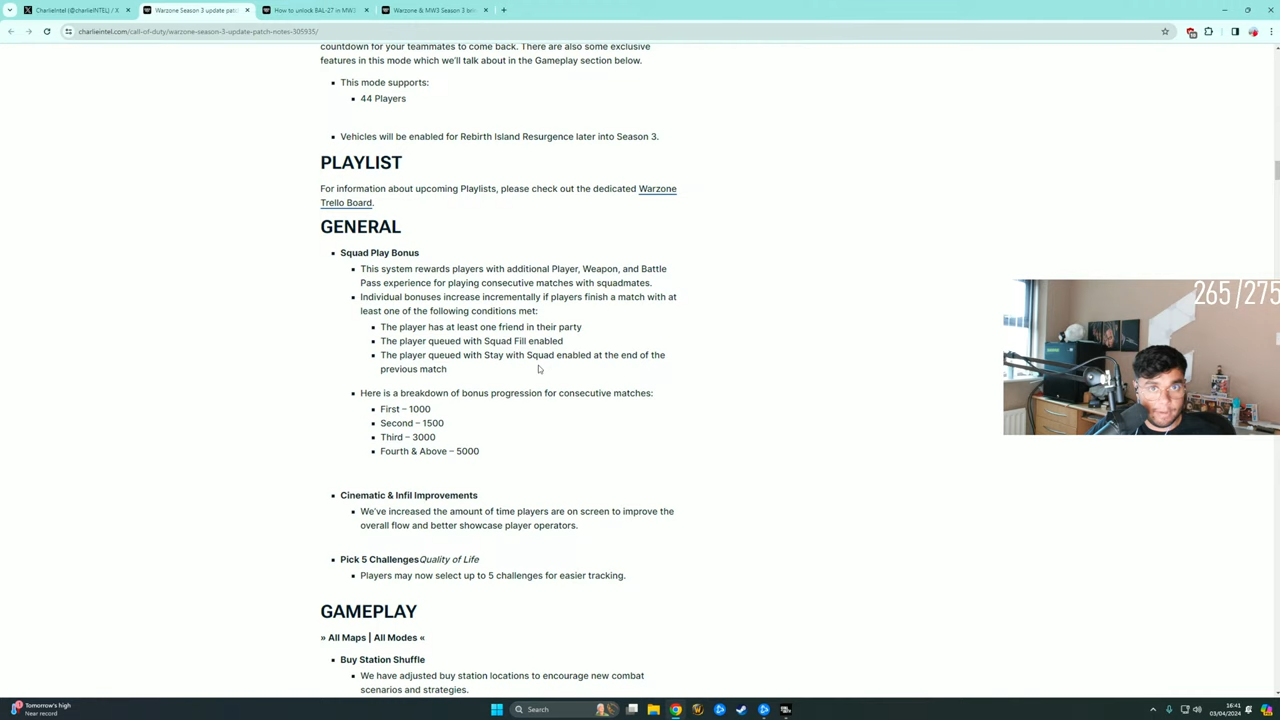 CharlieIntel (@charlieINTEL) / X
Warzone Season 3 update patc
How to unlock BAL-27 in MW3
Warzone & MW3 Season 3 br
charlieintel.com/call-of-duty/warzone-season-3-update-patch-notes-305935/
countdown for your teammates to come back. There are also some exclusive
features in this mode which we'll talk about in the Gameplay section below.
This mode supports:
44 Players
Vehicles will be enabled for Rebirth Island Resurgence later into Season 3.
PLAYLIST
For information about upcoming Playlists, please check out the dedicated Warzone
Trello Board.
GENERAL
Squad Play Bonus
This system rewards players with additional Player, Weapon, and Battle
Pass experience for playing consecutive matches with squadmates.
Individual bonuses increase incrementally if players finish a match with at
least one of the following conditions met:
The player has at least one friend in their party
The player queued with Squad Fill enabled
The player queued with Stay with Squad enabled at the end of the
previous match
Here is a breakdown of bonus progression for consecutive matches:
First – 1000
Second – 1500
Third – 3000
Fourth & Above – 5000
Cinematic & Infil Improvements
We've increased the amount of time players are on screen to improve the
overall flow and better showcase player operators.
Pick 5 ChallengesQuality of Life
Players may now select up to 5 challenges for easier tracking.
GAMEPLAY
» All Maps | All Modes «
Buy Station Shuffle
We have adjusted buy station locations to encourage new combat
scenarios and strategies.
265/275
Tomorrow's high
Near record
Search
16:41
03/04/2024